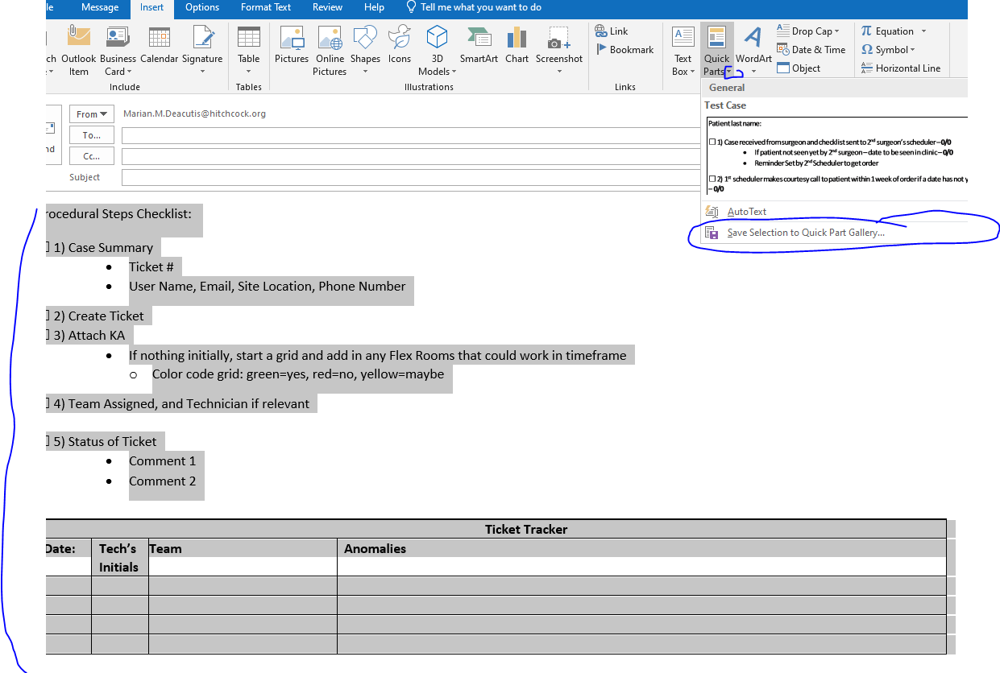 le Message Insert Options Format Text Review Help Tell me what you want to do
ch Outlook Item
Business Card
Calendar
Signature
Include
Table
Tables
Pictures
Online Pictures
Shapes
Icons
3D Models
SmartArt
Chart
Screenshot
Illustrations
Link
Bookmark
Links
Text Box
Quick Parts
WordArt
Drop Cap
Date & Time
Object
π Equation
Ω Symbol
Horizontal Line
General
Test Case
Patient last name:
☐ 1) Case received from surgeon and checklist sent to 2nd surgeon's scheduler – 0/0
• If patient not seen yet by 2nd surgeon – date to be seen in clinic – 0/0
• Reminder Set by 2nd Scheduler to get order
☐ 2) 1st scheduler makes courtesy call to patient within 1 week of order if a date has not y
– 0/0
AutoText
Save Selection to Quick Part Gallery...
nd
From Marian.M.Deacutis@hitchcock.org
To...
Cc...
Subject
rocedural Steps Checklist:
1) Case Summary
• Ticket #
• User Name, Email, Site Location, Phone Number
2) Create Ticket
3) Attach KA
• If nothing initially, start a grid and add in any Flex Rooms that could work in timeframe
o Color code grid: green=yes, red=no, yellow=maybe
4) Team Assigned, and Technician if relevant
5) Status of Ticket
• Comment 1
• Comment 2
Ticket Tracker
Date: Tech's Team Anomalies
Initials